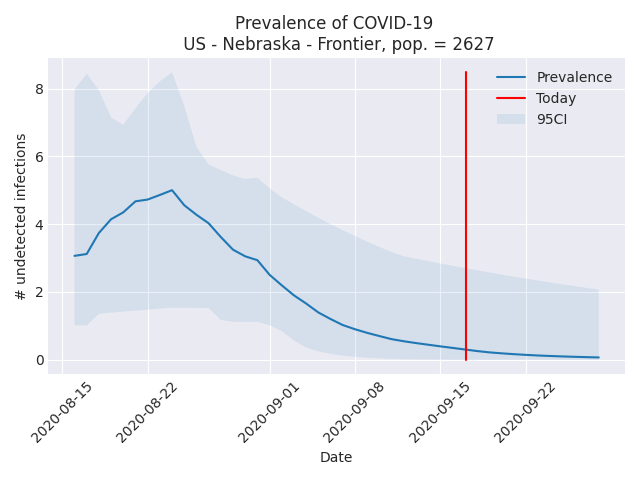 Prevalence of COVID-19
US - Nebraska - Frontier, pop. = 2627
Prevalence
Today
95CI
# undetected infections
8
6
4
2
0
2020-08-15
2020-08-22
2020-09-01
2020-09-08
2020-09-15
2020-09-22
Date